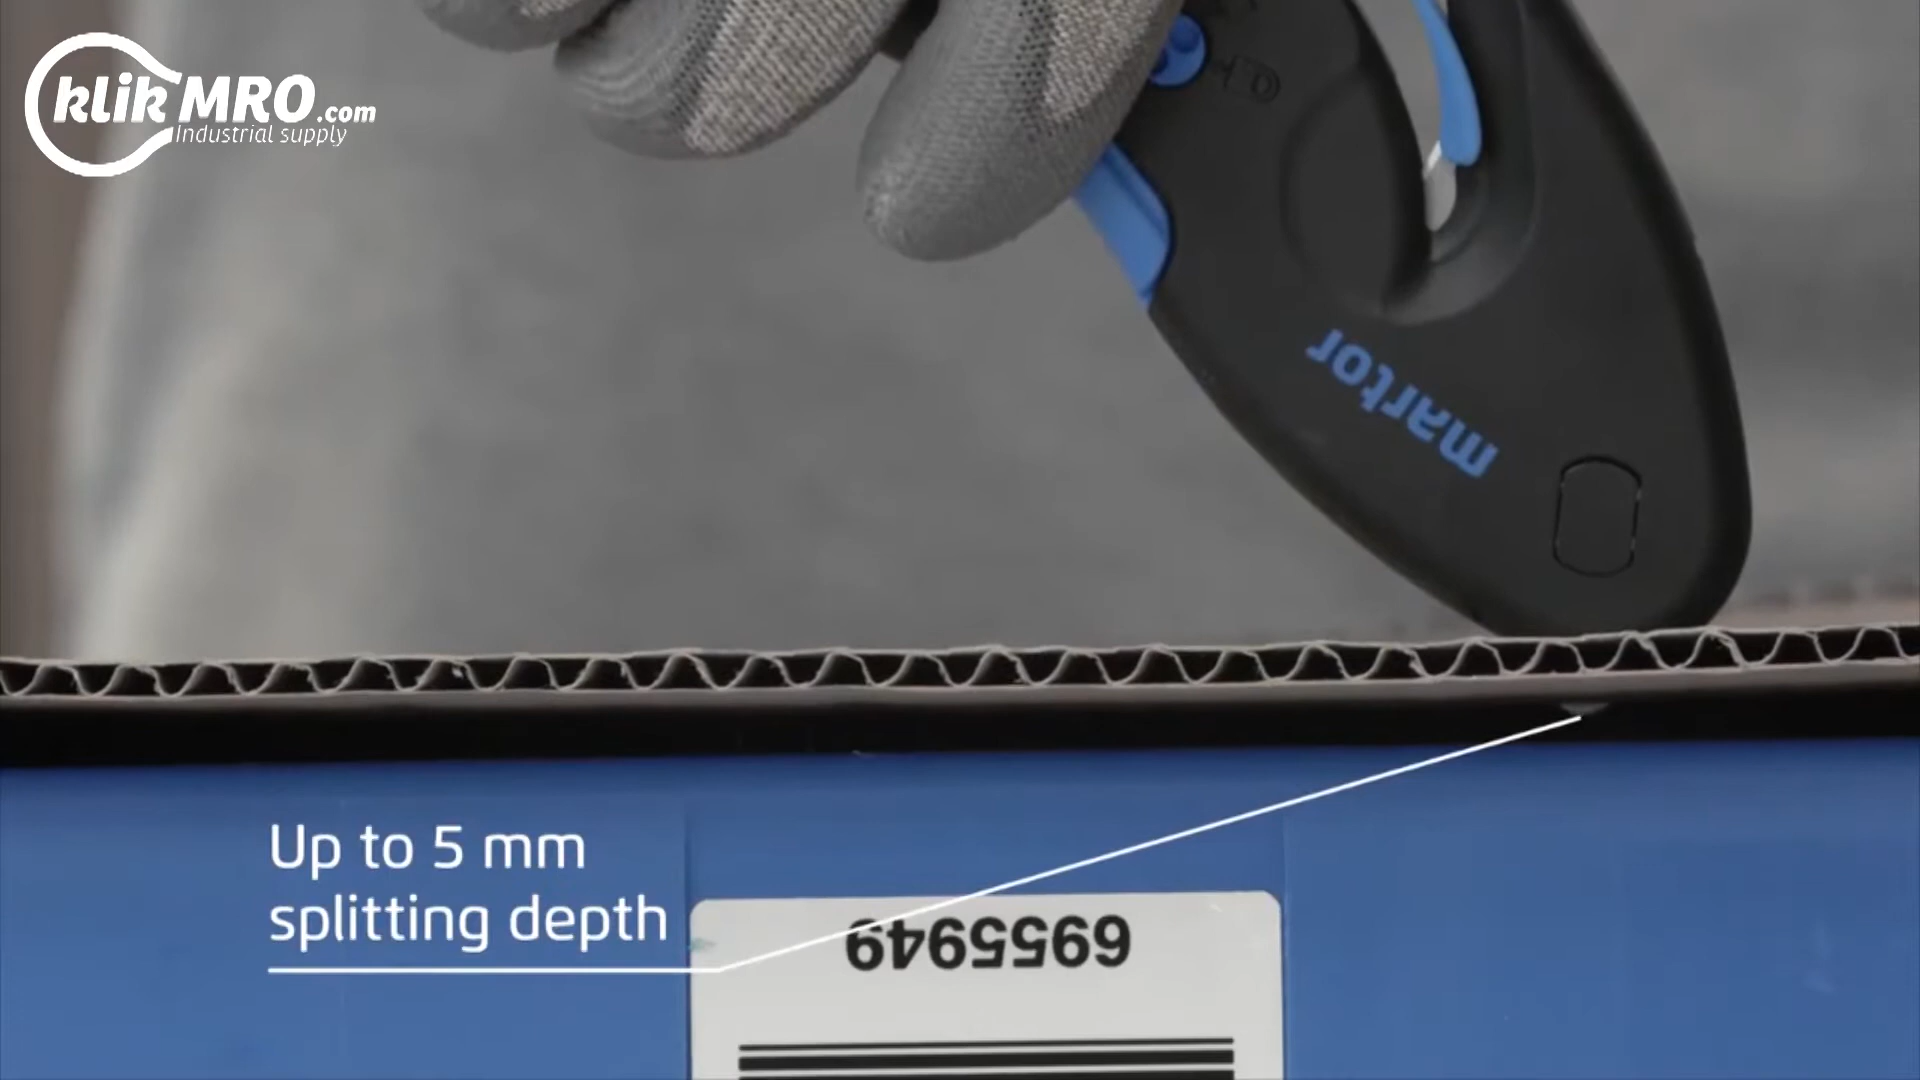 klik MRO.com
Industrial supply
martor
Up to 5 mm
splitting depth
6955949